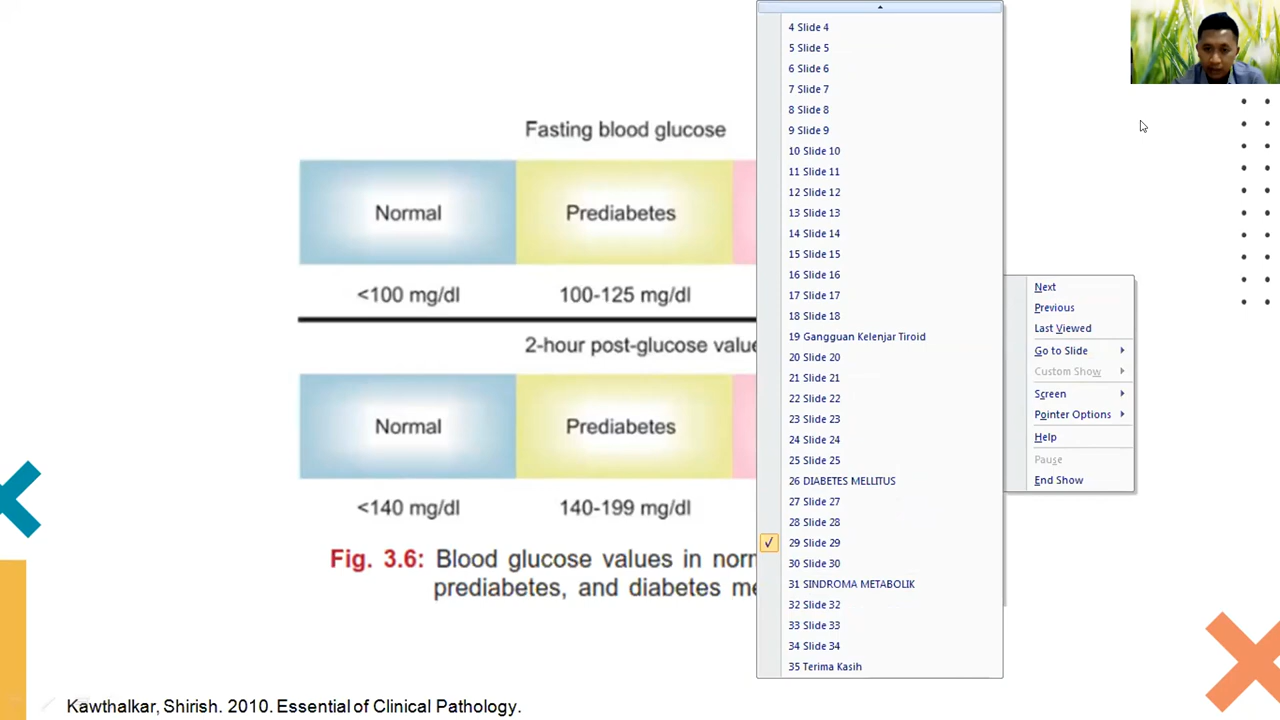 Fasting blood glucose
Normal
Prediabetes
<100 mg/dl
100-125 mg/dl
2-hour post-glucose value
Normal
Prediabetes
<140 mg/dl
140-199 mg/dl
Fig. 3.6: Blood glucose values in norm
prediabetes, and diabetes me
Kawthalkar, Shirish. 2010. Essential of Clinical Pathology.
4 Slide 4
5 Slide 5
6 Slide 6
7 Slide 7
8 Slide 8
9 Slide 9
10 Slide 10
11 Slide 11
12 Slide 12
13 Slide 13
14 Slide 14
15 Slide 15
16 Slide 16
17 Slide 17
18 Slide 18
19 Gangguan Kelenjar Tiroid
20 Slide 20
21 Slide 21
22 Slide 22
23 Slide 23
24 Slide 24
25 Slide 25
26 DIABETES MELLITUS
27 Slide 27
28 Slide 28
29 Slide 29
30 Slide 30
31 SINDROMA METABOLIK
32 Slide 32
33 Slide 33
34 Slide 34
35 Terima Kasih
Next
Previous
Last Viewed
Go to Slide
Custom Show
Screen
Pointer Options
Help
Pause
End Show